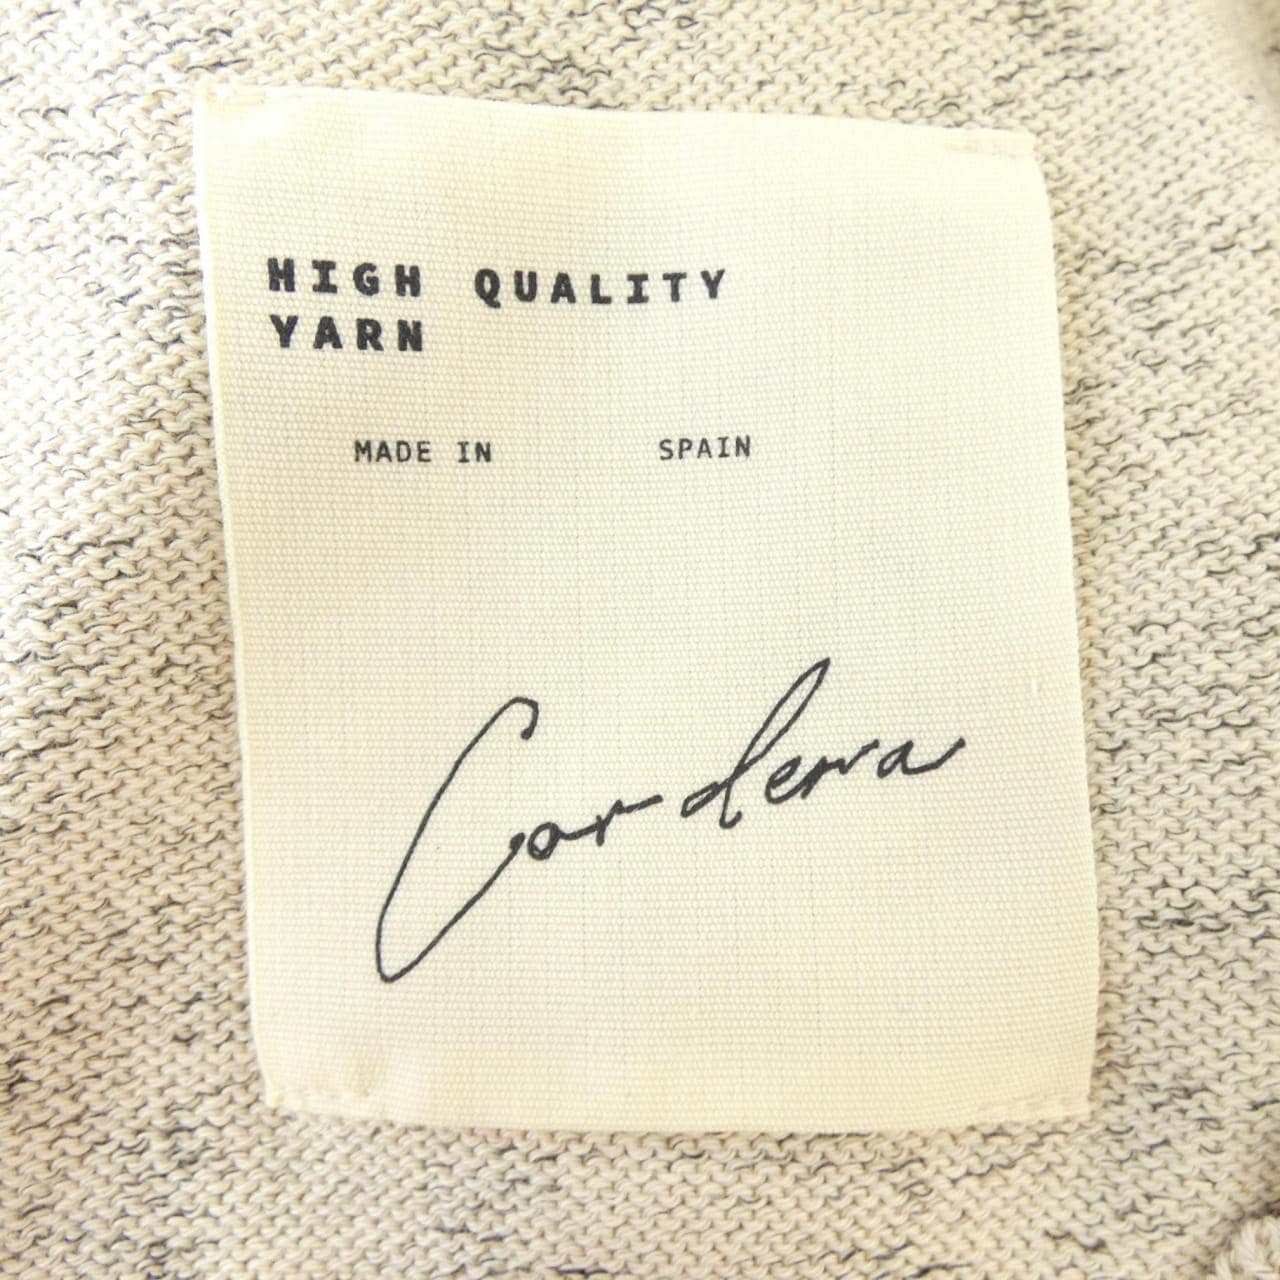 HIGH QUALITY
YARN
MADE IN SPAIN
Cordera